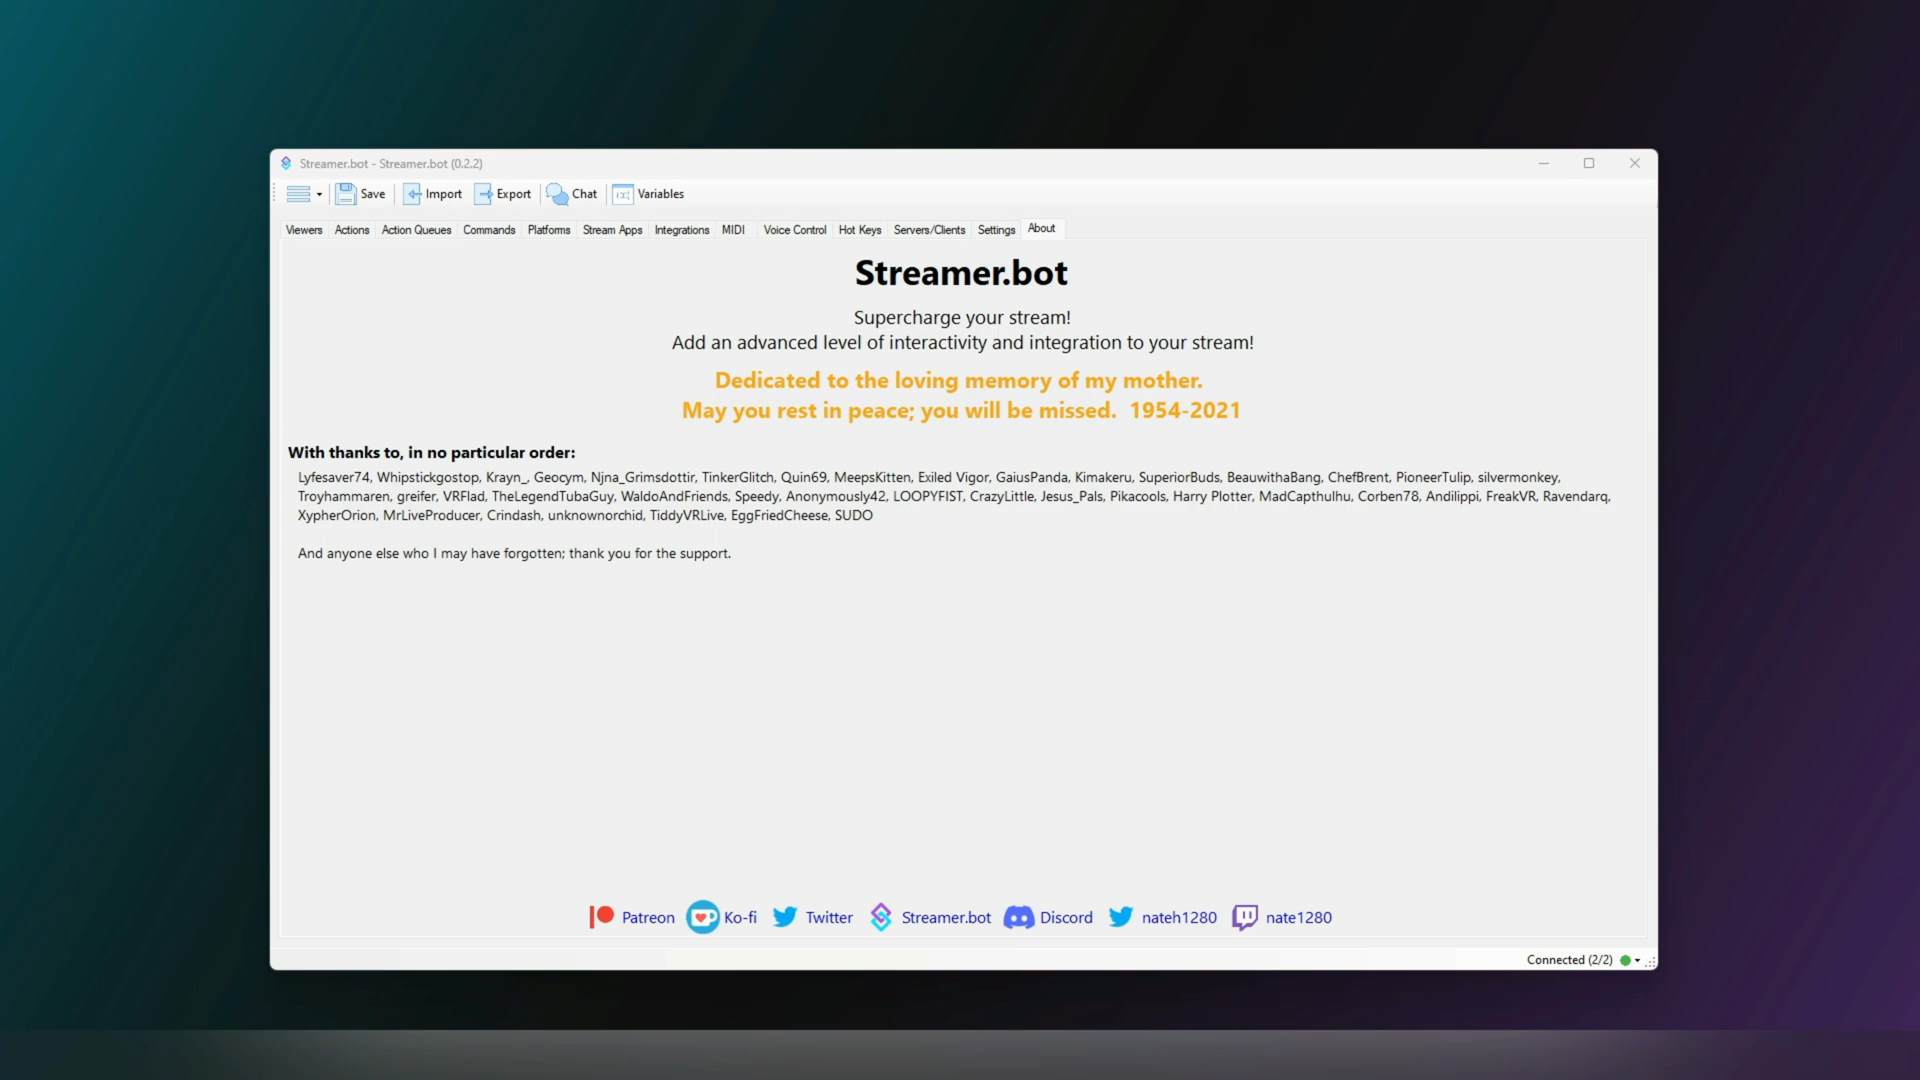 Streamer.bot - Streamer.bot (0.2.2)
Save Import Export Chat Variables
Viewers Actions Action Queues Commands Platforms Stream Apps Integrations MIDI Voice Control Hot Keys Servers/Clients Settings About
Streamer.bot
Supercharge your stream!
Add an advanced level of interactivity and integration to your stream!
Dedicated to the loving memory of my mother.
May you rest in peace; you will be missed. 1954-2021
With thanks to, in no particular order:
Lyfesaver74, Whipstickgostop, Krayn_, Geocym, Njna_Grimsdottir, TinkerGlitch, Quin69, MeepsKitten, Exiled Vigor, GaiusPanda, Kimakeru, SuperiorBuds, BeauwithaBang, ChefBrent, PioneerTulip, silvermonkey,
Troyhammaren, greifer, VRFlad, TheLegendTubaGuy, WaldoAndFriends, Speedy, Anonymously42, LOOPYFIST, CrazyLittle, Jesus_Pals, Pikacools, Harry Plotter, MadCapthulhu, Corben78, Andilippi, FreakVR, Ravendarq,
XypherOrion, MrLiveProducer, Crindash, unknownorchid, TiddyVRLive, EggFriedCheese, SUDO
And anyone else who I may have forgotten; thank you for the support.
Patreon Ko-fi Twitter Streamer.bot Discord nateh1280 nate1280
Connected (2/2)